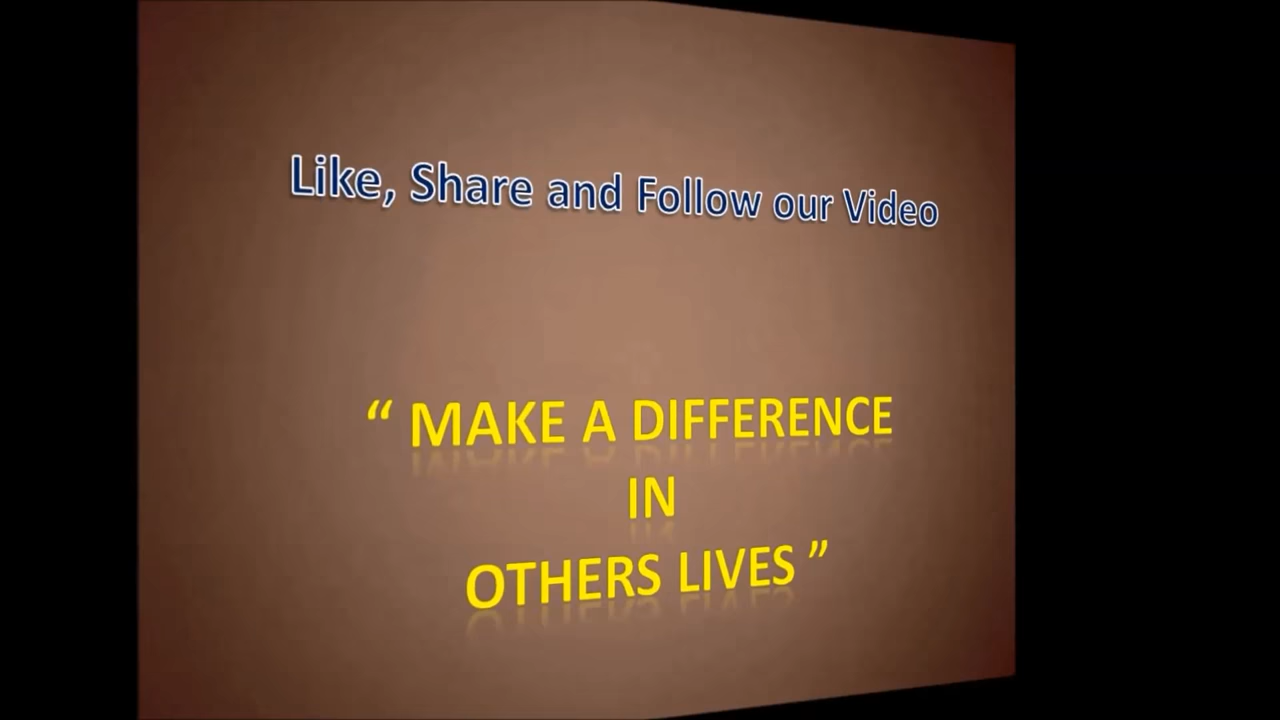 Like, Share and Follow our Video
“ MAKE A DIFFERENCE
IN
OTHERS LIVES ”